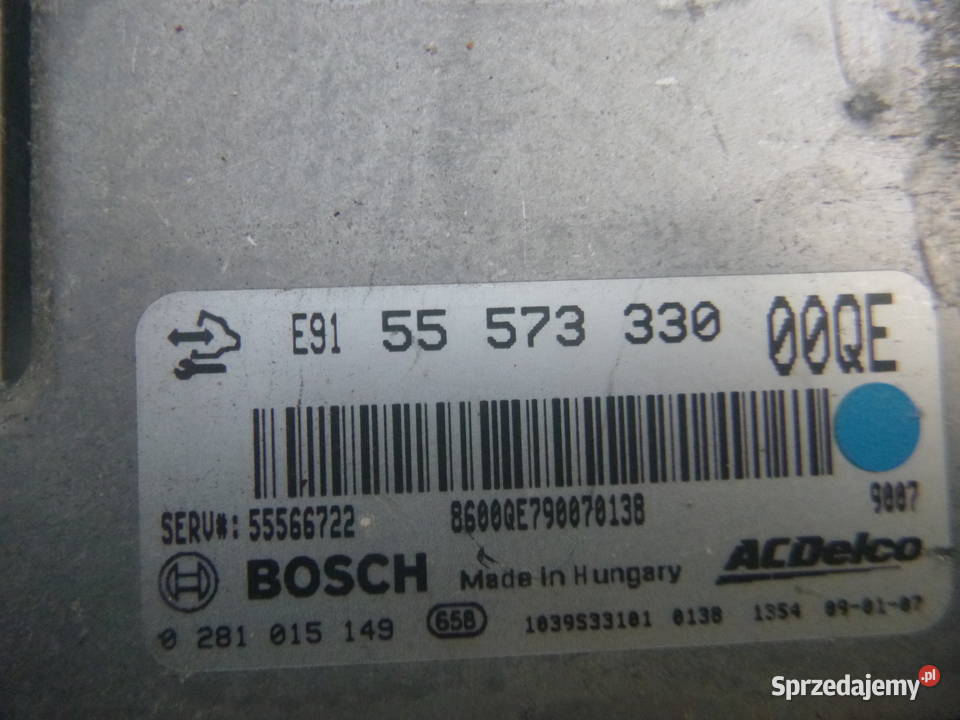 E91 55 573 330 00QE
9007
SERV#: 55566722 8600QE790070138
BOSCH Made in Hungary ACDelco
0 281 015 149 658 1039S33101 0138 1354 09-01-07
Sprzedajemy.pl